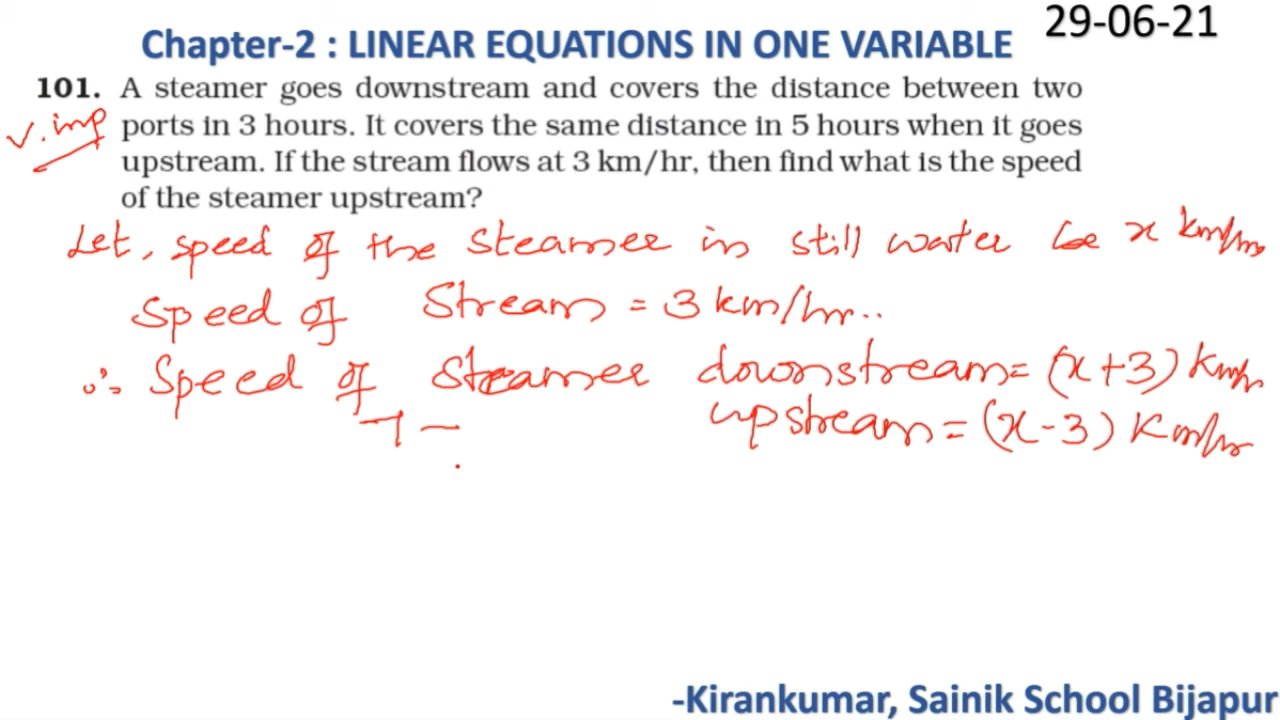 29-06-21
Chapter-2 : LINEAR EQUATIONS IN ONE VARIABLE
101. A steamer goes downstream and covers the distance between two
v.imp ports in 3 hours. It covers the same distance in 5 hours when it goes
upstream. If the stream flows at 3 km/hr, then find what is the speed
of the steamer upstream?
Let, speed of the steamer in still water be x km/hr
Speed of Stream = 3 km/hr..
∴ Speed of Steamer downstream = (x+3) Km/hr
upstream = (x-3) Km/hr
-Kirankumar, Sainik School Bijapur